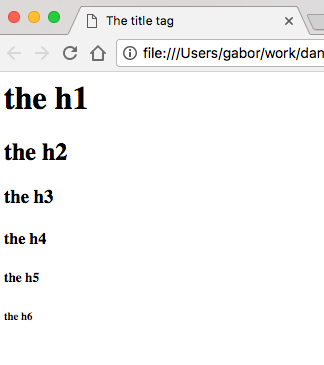 The title tag
file:///Users/gabor/work/dan
the h1
the h2
the h3
the h4
the h5
the h6